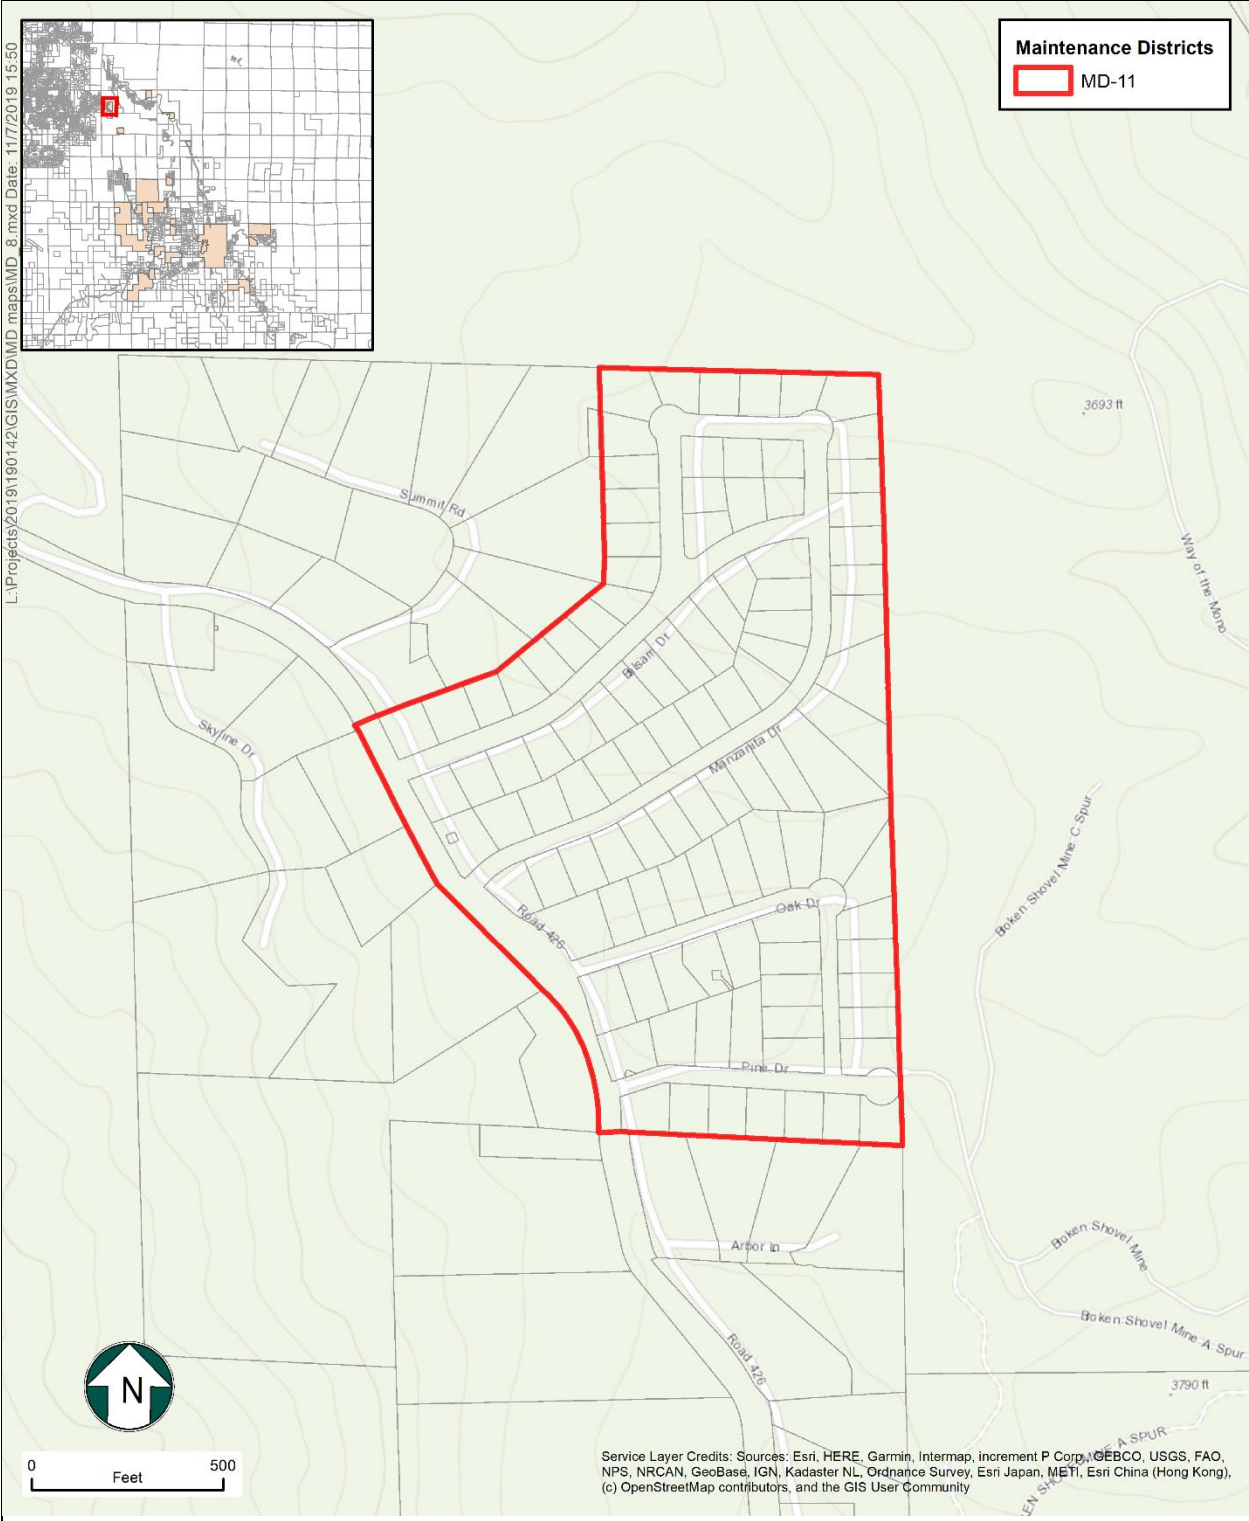 L:\Projects\2019\190142\GIS\MXD\MD maps\MD_8.mxd Date: 11/7/2019 15:50
Maintenance Districts
MD-11
3693 ft
Summit Rd
Way of the Mono
Balsam Dr
Skyline Dr
Manzanita Dr
Boken Shovel Mine C Spur
Oak Dr
Road 426
Pine Dr
Arbor ln
Boken Shovel Mine
Boken Shovel Mine A Spur
Road 426
3790 ft
N
0 500
Feet
Service Layer Credits: Sources: Esri, HERE, Garmin, Intermap, increment P Corp., GEBCO, USGS, FAO,
NPS, NRCAN, GeoBase, IGN, Kadaster NL, Ordnance Survey, Esri Japan, METI, Esri China (Hong Kong),
(c) OpenStreetMap contributors, and the GIS User Community
A SPUR